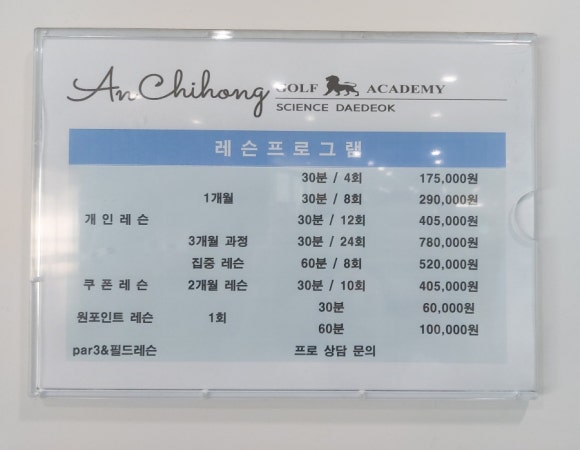 An Chihong GOLF ACADEMY
SCIENCE DAEDEOK
레슨프로그램
30분 / 4회 175,000원
1개월 30분 / 8회 290,000원
개인레슨 30분 / 12회 405,000원
3개월 과정 30분 / 24회 780,000원
집중 레슨 60분 / 8회 520,000원
쿠폰레슨 2개월 레슨 30분 / 10회 405,000원
30분 60,000원
원포인트 레슨 1회
60분 100,000원
par3&필드레슨 프로 상담 문의